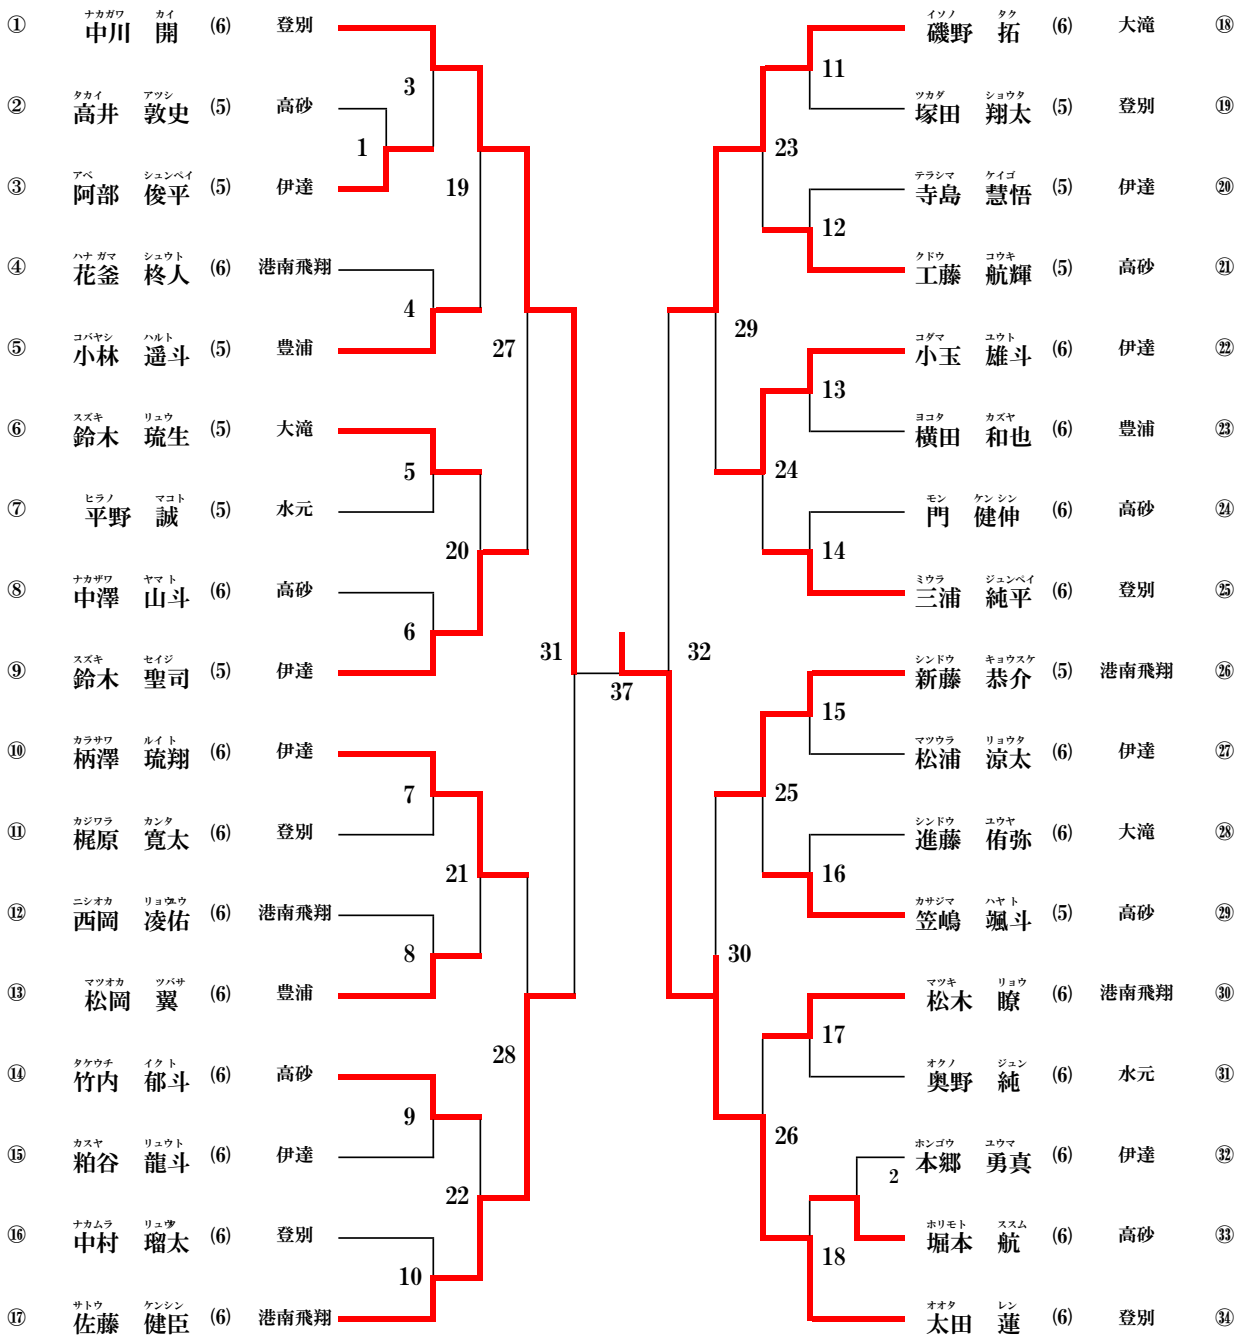 ① 中川 開 ナカガワ カイ (6) 登別
② 高井 敦史 タカイ アツシ (5) 高砂
③ 阿部 俊平 アベ シュンペイ (5) 伊達
④ 花釜 柊人 ハナガマ シュウト (6) 港南飛翔
⑤ 小林 遥斗 コバヤシ ハルト (5) 豊浦
⑥ 鈴木 琉生 スズキ リュウ (5) 大滝
⑦ 平野 誠 ヒラノ マコト (5) 水元
⑧ 中澤 山斗 ナカザワ ヤマト (6) 高砂
⑨ 鈴木 聖司 スズキ セイジ (5) 伊達
⑩ 柄澤 琉翔 カラサワ ルイト (6) 伊達
⑪ 梶原 寛太 カジワラ カンタ (6) 登別
⑫ 西岡 凌佑 ニシオカ (6) 港南飛翔
⑬ 松岡 翼 マツオカ ツバサ (6) 豊浦
⑭ 竹内 郁斗 タケウチ イクト (6) 高砂
⑮ 粕谷 龍斗 カスヤ リュウト (6) 伊達
⑯ 中村 瑠太 ナカムラ (6) 登別
⑰ 佐藤 健臣 サトウ ケンシン (6) 港南飛翔
1
3
4
5
6
7
8
9
10
19
20
21
22
27
28
31
37
32
29
30
23
24
25
26
11
12
13
14
15
16
17
18
2
磯野 拓 イソノ タク (6) 大滝 ⑱
塚田 翔太 ツカダ ショウタ (5) 登別 ⑲
寺島 慧悟 テラシマ ケイゴ (5) 伊達 ⑳
工藤 航輝 クドウ コウキ (5) 高砂 ㉑
小玉 雄斗 コダマ ユウト (6) 伊達 ㉒
横田 和也 ヨコタ カズヤ (6) 豊浦 ㉓
門 健伸 モン ケンシン (6) 高砂 ㉔
三浦 純平 ミウラ ジュンペイ (6) 登別 ㉕
新藤 恭介 シンドウ キョウスケ (5) 港南飛翔 ㉖
松浦 涼太 マツウラ リョウタ (6) 伊達 ㉗
進藤 侑弥 シンドウ ユウヤ (6) 大滝 ㉘
笠嶋 颯斗 カサジマ ハヤト (5) 高砂 ㉙
松木 瞭 マツキ リョウ (6) 港南飛翔 ㉚
奥野 純 オクノ ジュン (6) 水元 ㉛
本郷 勇真 ホンゴウ ユウマ (6) 伊達 ㉜
堀本 航 ホリモト ススム (6) 高砂 ㉝
太田 蓮 オオタ レン (6) 登別 ㉞